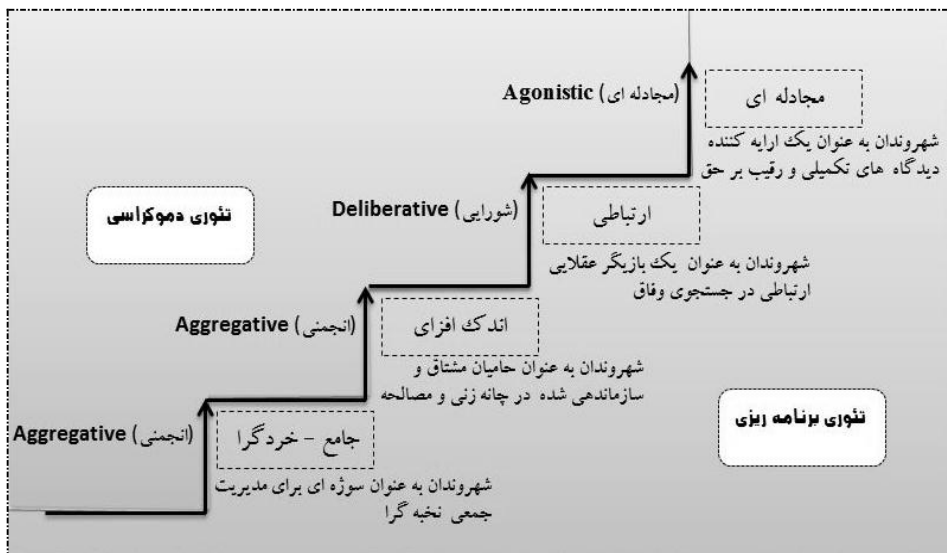 Agonistic (مجادله ای)
مجادله ای
شهروندان به عنوان یک ارایه کننده
دیدگاه های تکمیلی و رقیب بر حق
تئوری دموکراسی
Deliberative (شورایی)
ارتباطی
شهروندان به عنوان یک بازیگر عقلایی
ارتباطی در جستجوی وفاق
Aggregative (انجمنی)
اندک افزای
شهروندان به عنوان حامیان مشتاق و
سازماندهی شده در چانه زنی و مصالحه
تئوری برنامه ریزی
Aggregative (انجمنی)
جامع - خردگرا
شهروندان به عنوان سوژه ای برای مدیریت
جمعی نخبه گرا